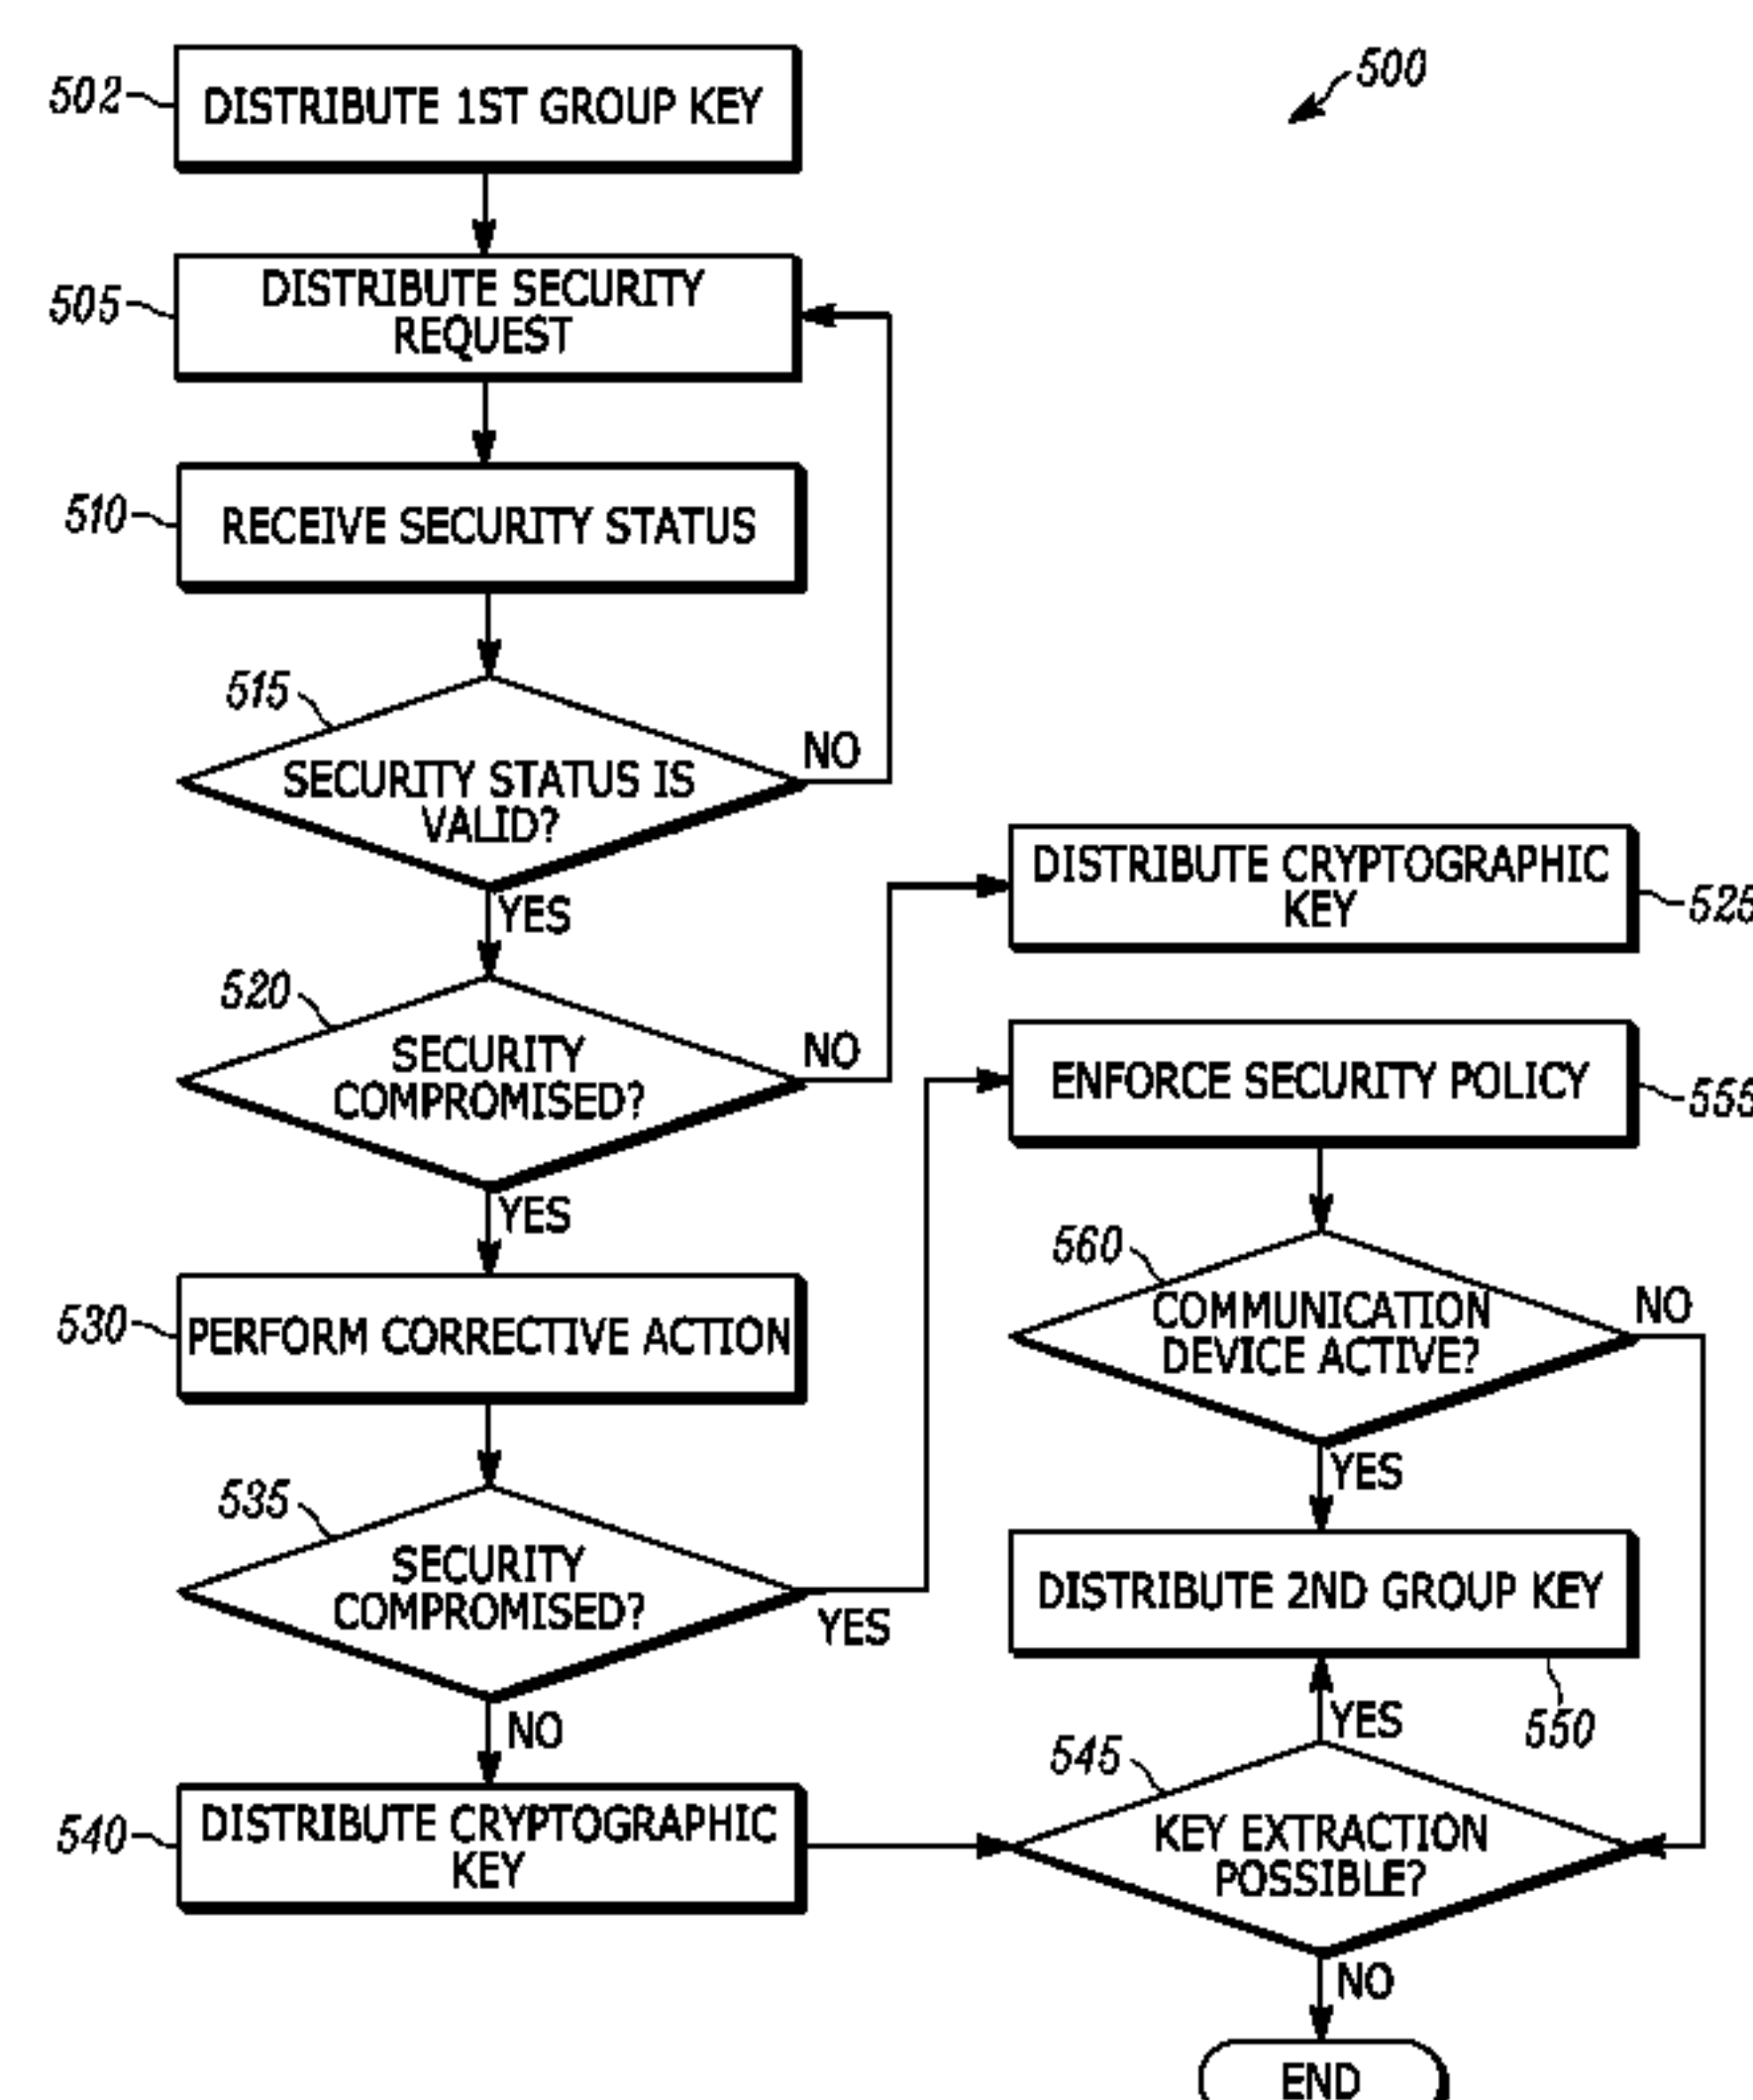 500
502
DISTRIBUTE 1ST GROUP KEY
505
DISTRIBUTE SECURITY
REQUEST
510
RECEIVE SECURITY STATUS
515
SECURITY STATUS IS
VALID?
NO
YES
520
SECURITY
COMPROMISED?
NO
YES
DISTRIBUTE CRYPTOGRAPHIC
KEY
525
530
PERFORM CORRECTIVE ACTION
535
SECURITY
COMPROMISED?
YES
NO
540
DISTRIBUTE CRYPTOGRAPHIC
KEY
ENFORCE SECURITY POLICY
555
560
COMMUNICATION
DEVICE ACTIVE?
NO
YES
DISTRIBUTE 2ND GROUP KEY
550
YES
545
KEY EXTRACTION
POSSIBLE?
NO
END